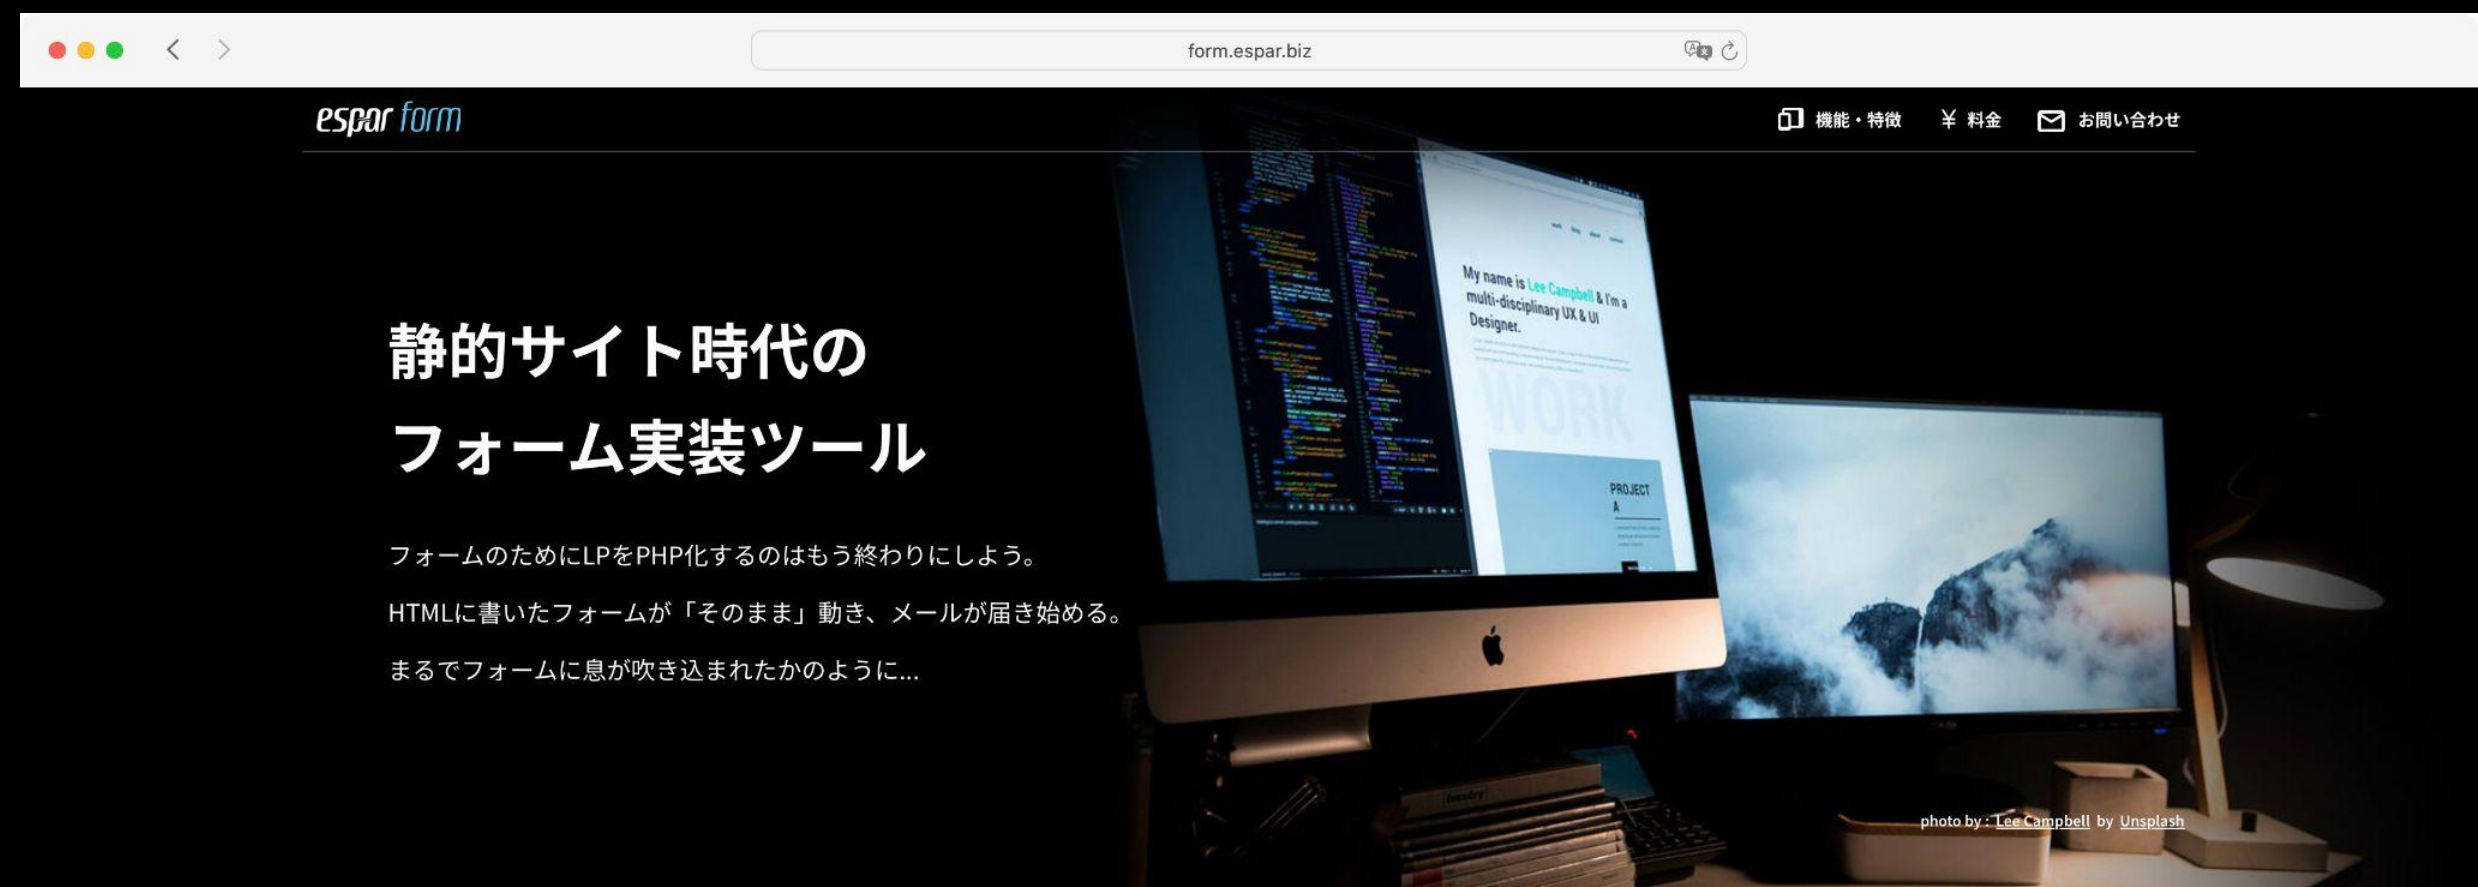 form.espar.biz
espar form
機能・特徴
¥ 料金
お問い合わせ
静的サイト時代の
フォーム実装ツール
フォームのためにLPをPHP化するのはもう終わりにしよう。
HTMLに書いたフォームが「そのまま」動き、メールが届き始める。
まるでフォームに息が吹き込まれたかのように...
work blog about contact
My name is Lee Campbell & I'm a
multi-disciplinary UX & UI
Designer.
WORK
PROJECT
A
photo by : Lee Campbell by Unsplash